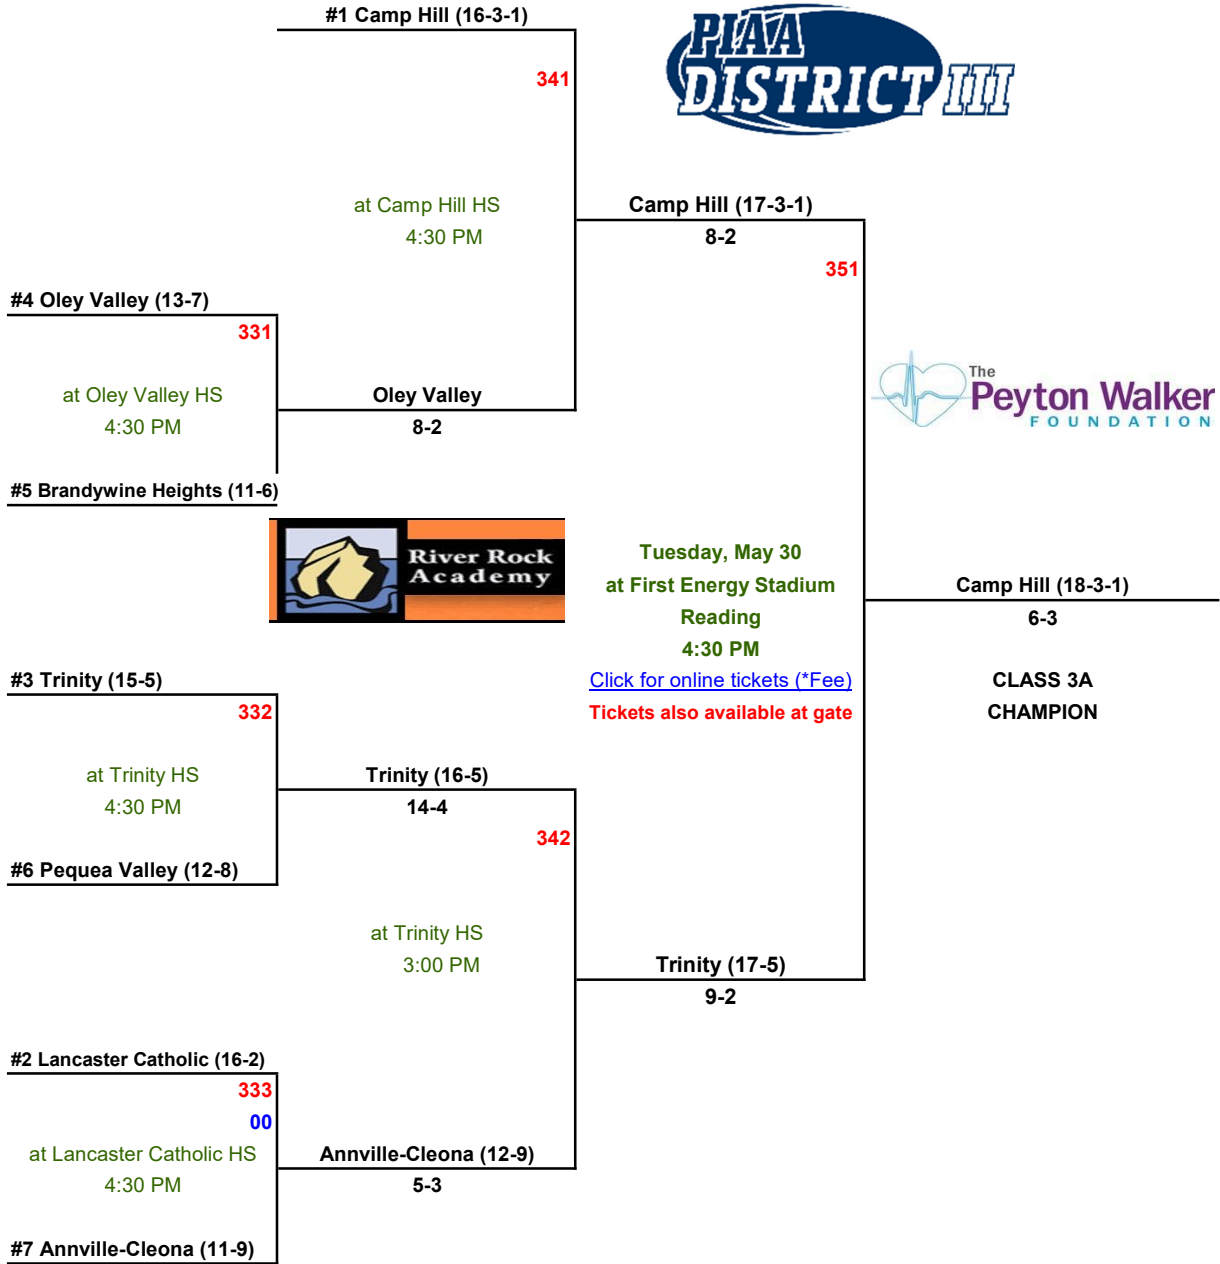 #1 Camp Hill (16-3-1)
PIAA
DISTRICT III
341
at Camp Hill HS
4:30 PM
Camp Hill (17-3-1)
8-2
351
#4 Oley Valley (13-7)
331
at Oley Valley HS
4:30 PM
Oley Valley
8-2
The
Peyton Walker
FOUNDATION
#5 Brandywine Heights (11-6)
River Rock
Academy
Tuesday, May 30
at First Energy Stadium
Reading
4:30 PM
Click for online tickets (*Fee)
Tickets also available at gate
Camp Hill (18-3-1)
6-3
CLASS 3A
CHAMPION
#3 Trinity (15-5)
332
at Trinity HS
4:30 PM
Trinity (16-5)
14-4
342
#6 Pequea Valley (12-8)
at Trinity HS
3:00 PM
Trinity (17-5)
9-2
#2 Lancaster Catholic (16-2)
333
00
at Lancaster Catholic HS
4:30 PM
Annville-Cleona (12-9)
5-3
#7 Annville-Cleona (11-9)